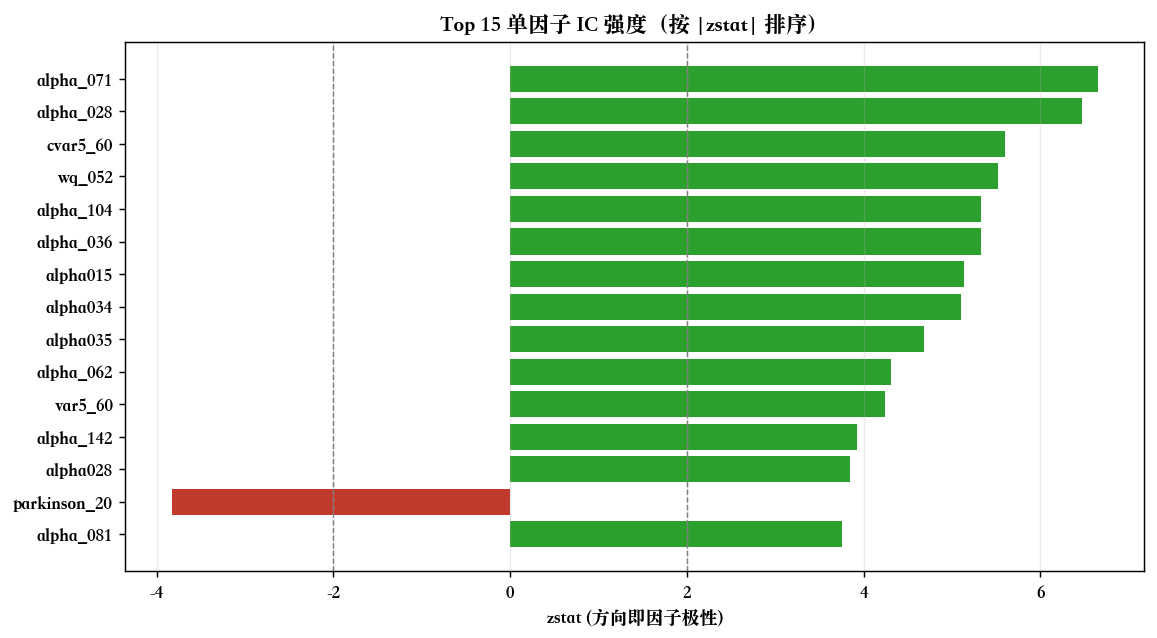 Top 15 单因子 IC 强度（按 |zstat| 排序）
alpha_071
alpha_028
cvar5_60
wq_052
alpha_104
alpha_036
alpha015
alpha034
alpha035
alpha_062
var5_60
alpha_142
alpha028
parkinson_20
alpha_081
-4 -2 0 2 4 6
zstat (方向即因子极性)